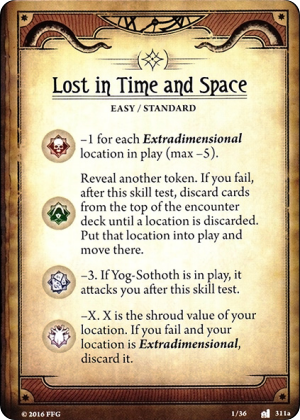 Lost in Time and Space
EASY / STANDARD
–1 for each Extradimensional
location in play (max –5).
Reveal another token. If you fail,
after this skill test, discard cards
from the top of the encounter
deck until a location is discarded.
Put that location into play and
move there.
–3. If Yog-Sothoth is in play, it
attacks you after this skill test.
–X. X is the shroud value of your
location. If you fail and your
location is Extradimensional,
discard it.
© 2016 FFG 1/36 311a